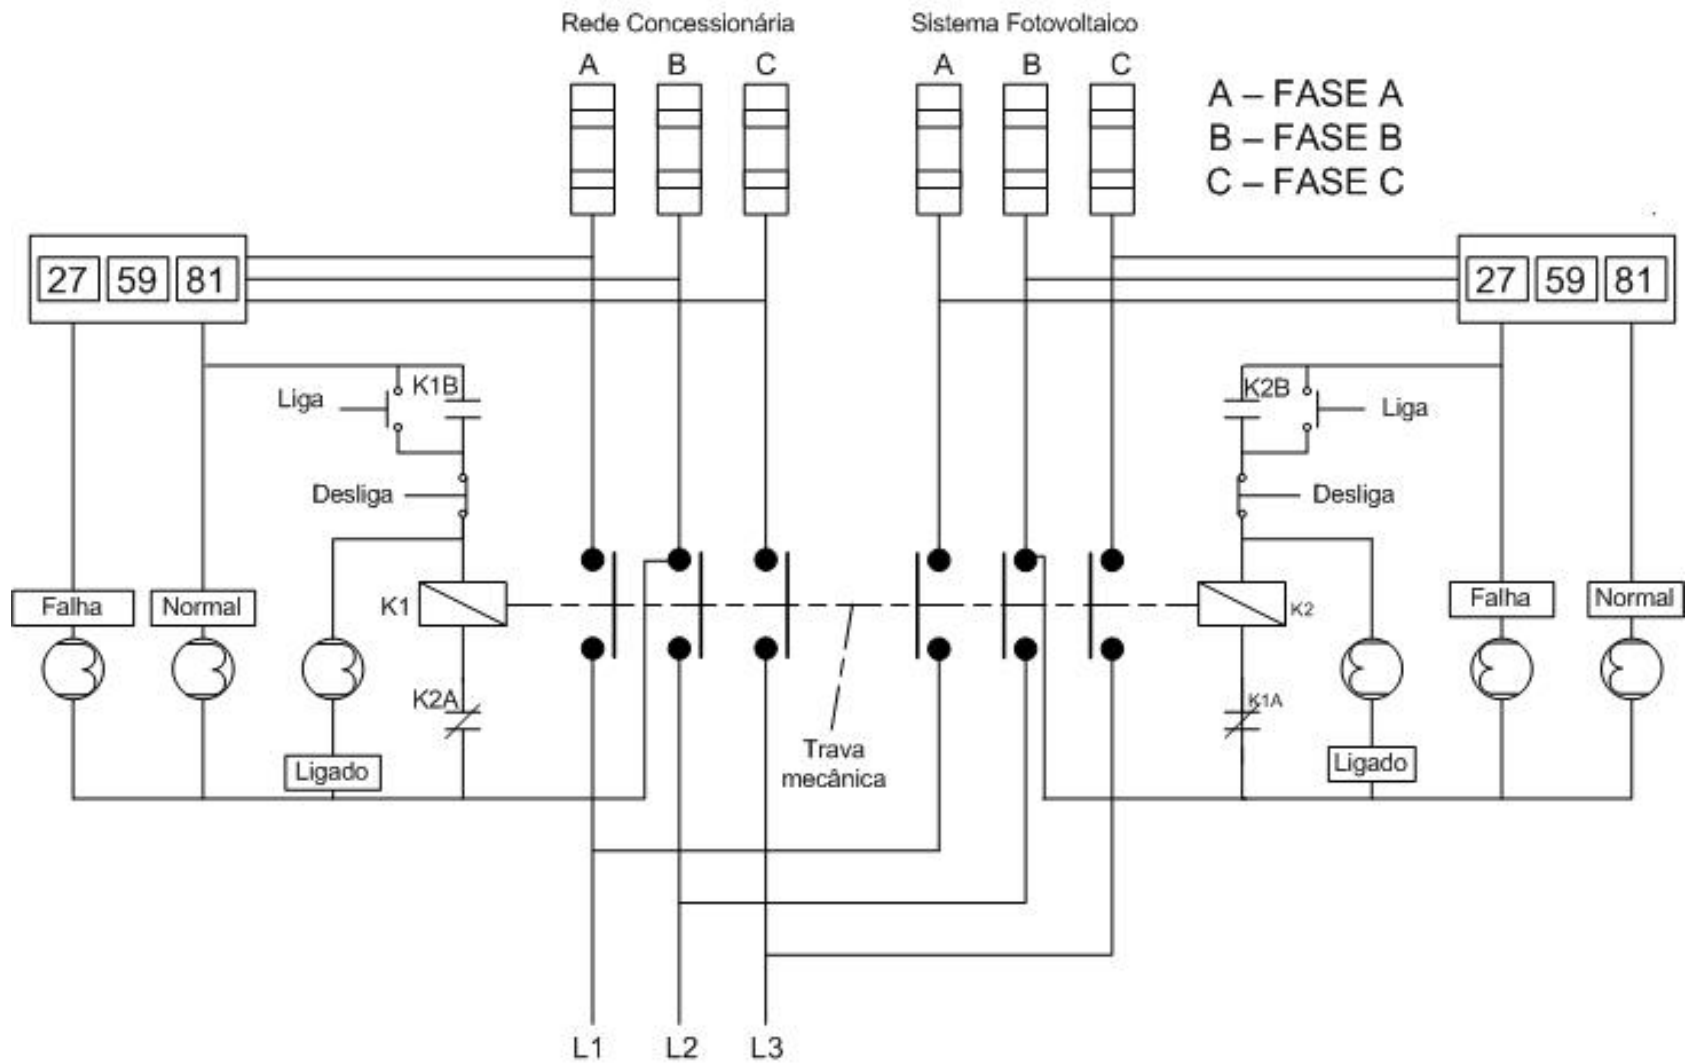 Rede Concessionária
Sistema Fotovoltaico
A B C
A B C
A – FASE A
B – FASE B
C – FASE C
27 59 81
27 59 81
K1B
Liga
K2B
Liga
Desliga
Desliga
Falha
Normal
K1
K2
Falha
Normal
K2A
K1A
Trava
mecânica
Ligado
Ligado
L1 L2 L3